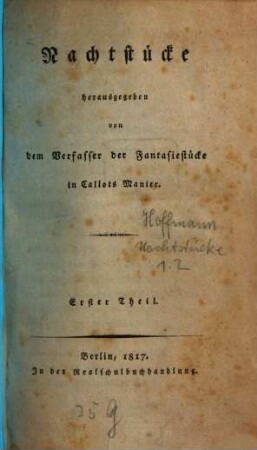 Nachtstücke
herausgegeben
von
dem Verfasser der Fantasiestücke
in Callots Manier.
Hoffmann
Nachtstücke
1.2
Erster Theil.
Berlin, 1817.
In der Realschulbuchhandlung.
35 g